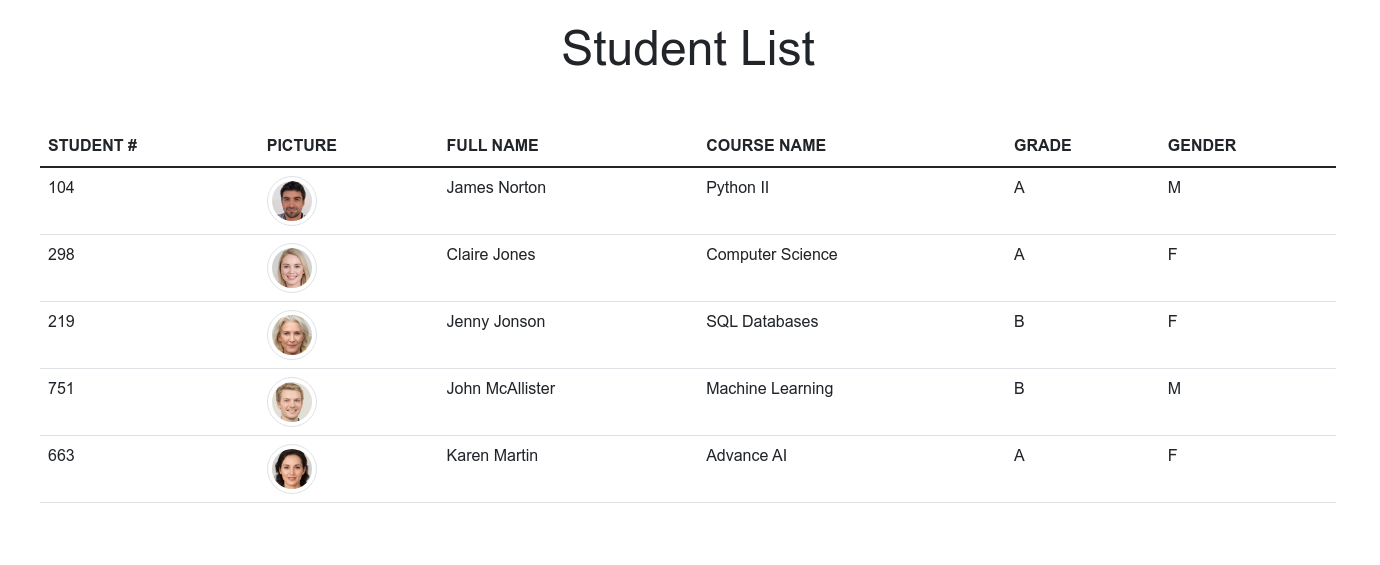 Student List
STUDENT # PICTURE FULL NAME COURSE NAME GRADE GENDER
104 James Norton Python II A M
298 Claire Jones Computer Science A F
219 Jenny Jonson SQL Databases B F
751 John McAllister Machine Learning B M
663 Karen Martin Advance AI A F